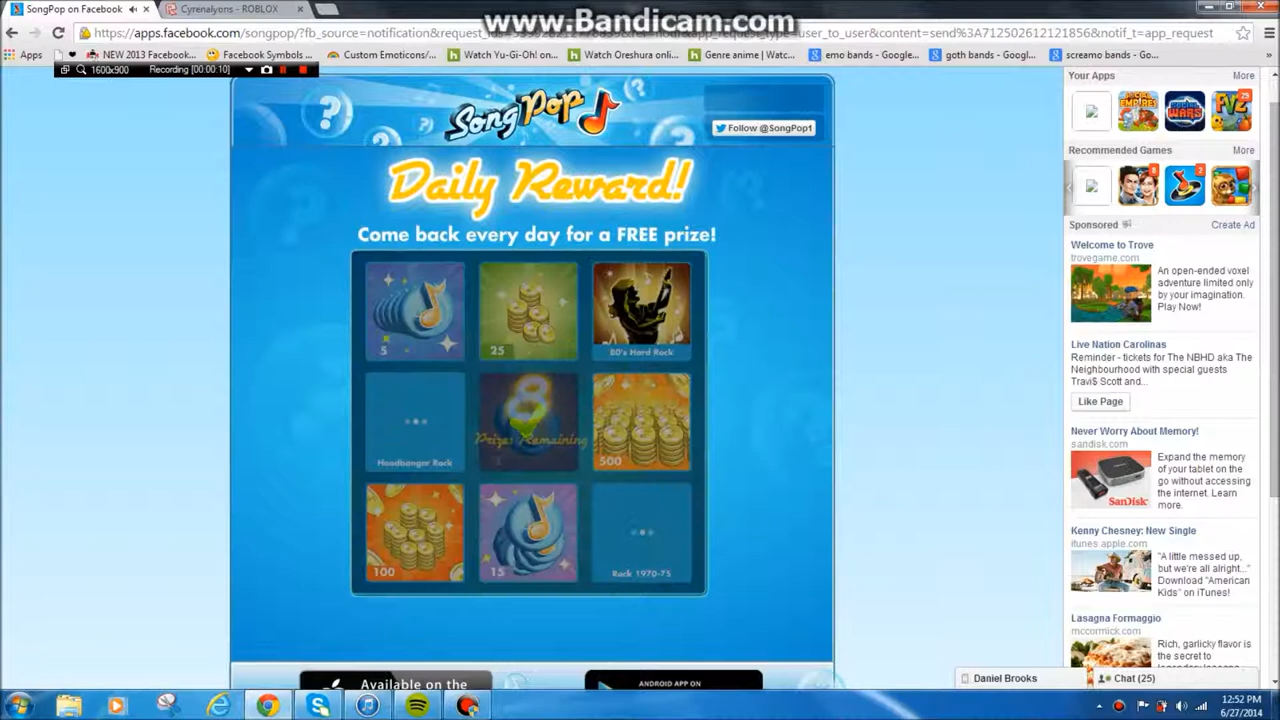 www.Bandicam.com
SongPop on Facebook
Cyrenalyons - ROBLOX
Apps
NEW 2013 Facebook...
Facebook Symbols ...
Custom Emoticons/...
Watch Yu-Gi-Oh! on...
Watch Oreshura onlin...
Genre anime | Watc...
emo bands - Google...
goth bands - Googl...
screamo bands - Go...
1600x900
Recording [00:00:10]
SongPop
Follow @SongPop1
Daily Reward!
Come back every day for a FREE prize!
5
25
80's Hard Rock
Headbanger Rock
8
Prizes Remaining
500
100
15
Rock 1970-75
Available on the
ANDROID APP ON
Your Apps
More
25
Recommended Games
More
2
Sponsored
Create Ad
Welcome to Trove
trovegame.com
An open-ended voxel
adventure limited only
by your imagination.
Play Now!
Live Nation Carolinas
Reminder - tickets for The NBHD aka The
Neighbourhood with special guests
Travi$ Scott and...
Like Page
Never Worry About Memory!
sandisk.com
Expand the memory
of your tablet on
the go without
accessing the
internet. Learn
more.
SanDisk
Kenny Chesney: New Single
itunes.apple.com
"A little messed up,
but we're all alright..."
Download "American
Kids" on iTunes!
Lasagna Formaggio
mccormick.com
Rich, garlicky flavor is
the secret to
Daniel Brooks
Chat (25)
12:52 PM
6/27/2014